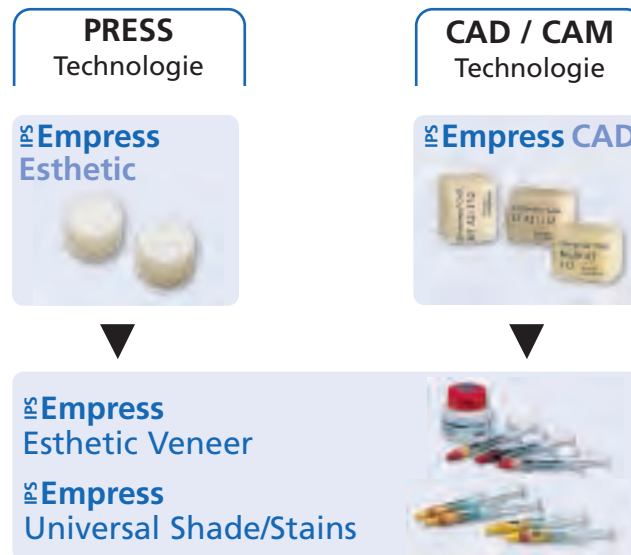 PRESS
Technologie
CAD / CAM
Technologie
IPS Empress
Esthetic
IPS Empress CAD
IPS Empress
Esthetic Veneer
IPS Empress
Universal Shade/Stains